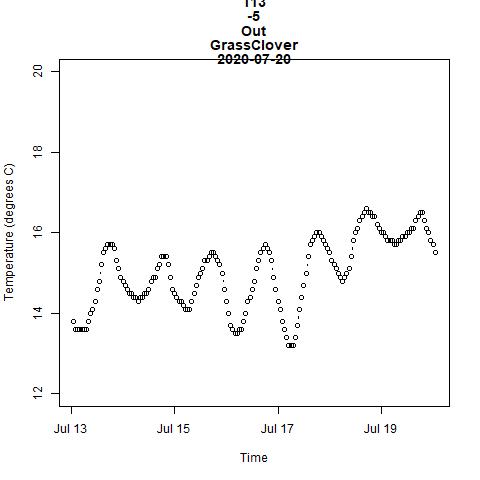 113
-5
Out
GrassClover
2020-07-20
Temperature (degrees C)
20
18
16
14
12
Jul 13
Jul 15
Jul 17
Jul 19
Time